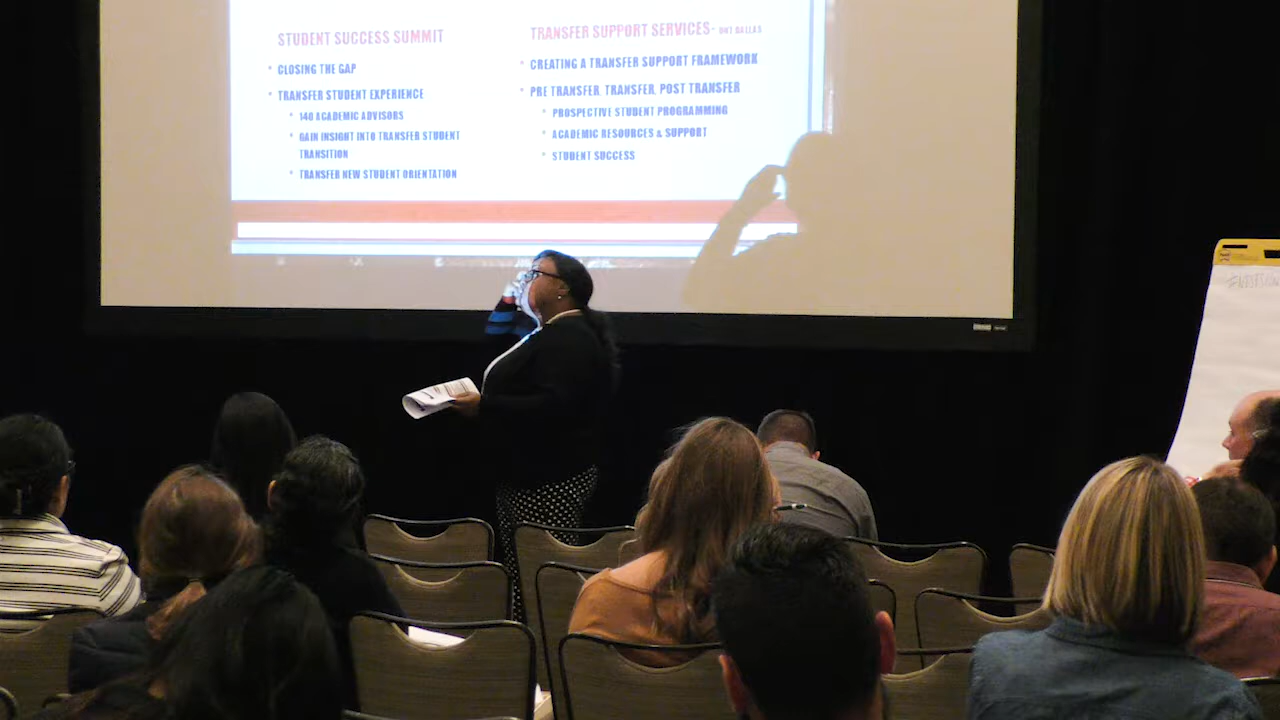 STUDENT SUCCESS SUMMIT
• CLOSING THE GAP
• TRANSFER STUDENT EXPERIENCE
• 140 ACADEMIC ADVISORS
• GAIN INSIGHT INTO TRANSFER STUDENT
TRANSITION
• TRANSFER NEW STUDENT ORIENTATION
TRANSFER SUPPORT SERVICES- UNT DALLAS
• CREATING A TRANSFER SUPPORT FRAMEWORK
• PRE TRANSFER, TRANSFER, POST TRANSFER
• PROSPECTIVE STUDENT PROGRAMMING
• ACADEMIC RESOURCES & SUPPORT
• STUDENT SUCCESS